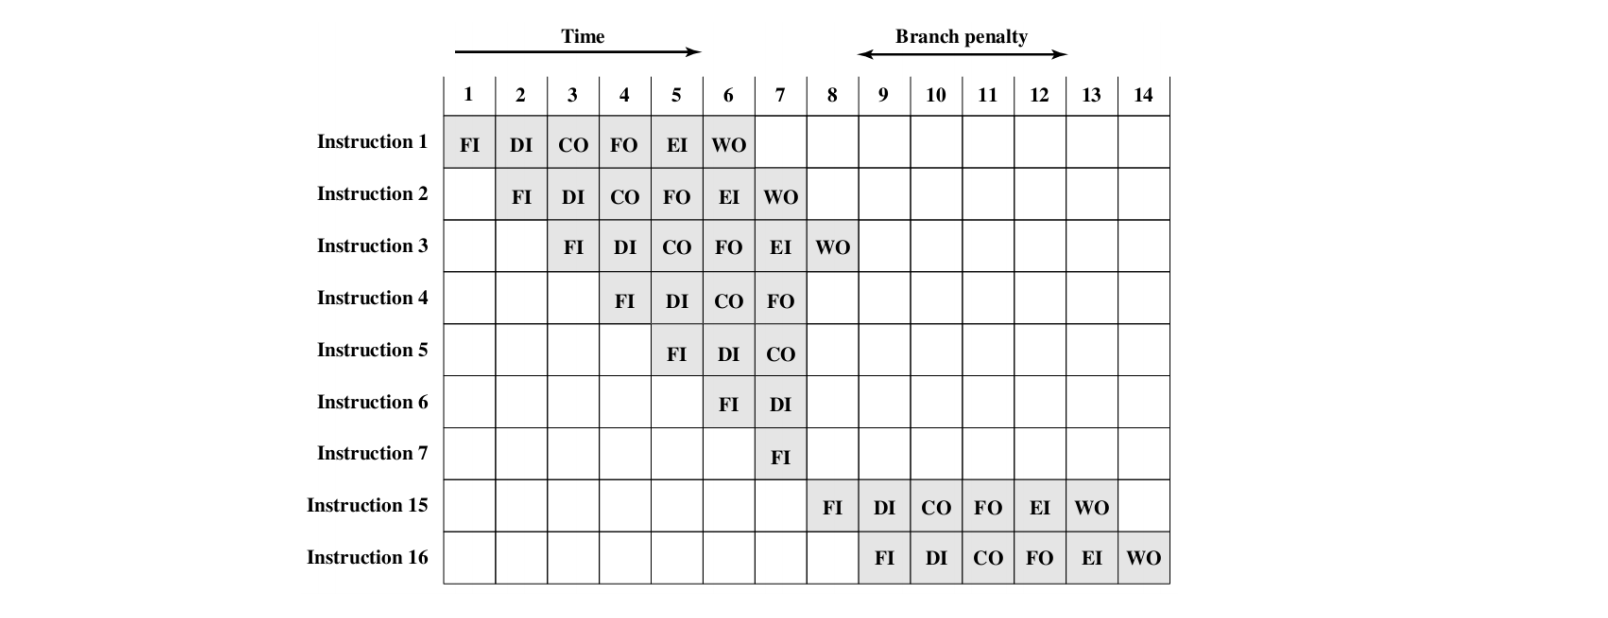 Time Branch penalty
1 2 3 4 5 6 7 8 9 10 11 12 13 14
Instruction 1 FI DI CO FO EI WO
Instruction 2 FI DI CO FO EI WO
Instruction 3 FI DI CO FO EI WO
Instruction 4 FI DI CO FO
Instruction 5 FI DI CO
Instruction 6 FI DI
Instruction 7 FI
Instruction 15 FI DI CO FO EI WO
Instruction 16 FI DI CO FO EI WO